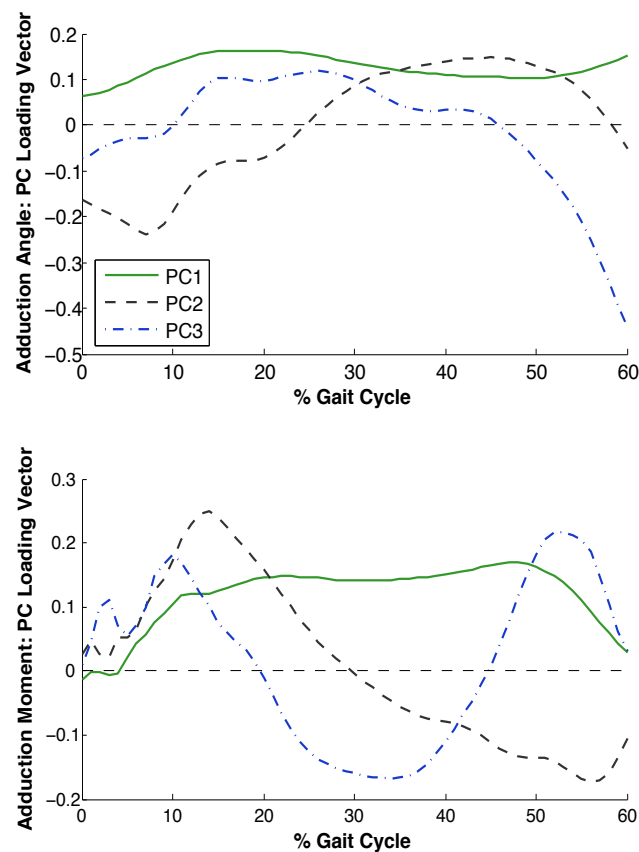 Adduction Angle: PC Loading Vector
0.2
0.1
0
−0.1
−0.2
−0.3
−0.4
−0.5
PC1
PC2
PC3
0 10 20 30 40 50 60
% Gait Cycle
Adduction Moment: PC Loading Vector
0.3
0.2
0.1
0
−0.1
−0.2
0 10 20 30 40 50 60
% Gait Cycle